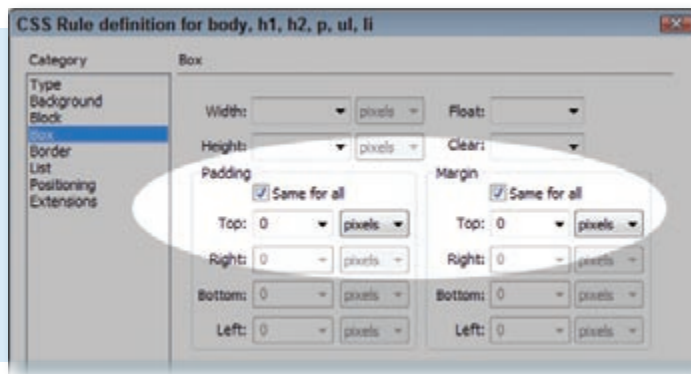 CSS Rule definition for body, h1, h2, p, ul, li
Category
Box
Type
Background
Block
Box
Border
List
Positioning
Extensions
Width: pixels Float:
Height: pixels Clear:
Padding Margin
Same for all Same for all
Top: 0 pixels Top: 0 pixels
Right: 0 pixels Right: 0 pixels
Bottom: 0 pixels Bottom: 0 pixels
Left: 0 pixels Left: 0 pixels